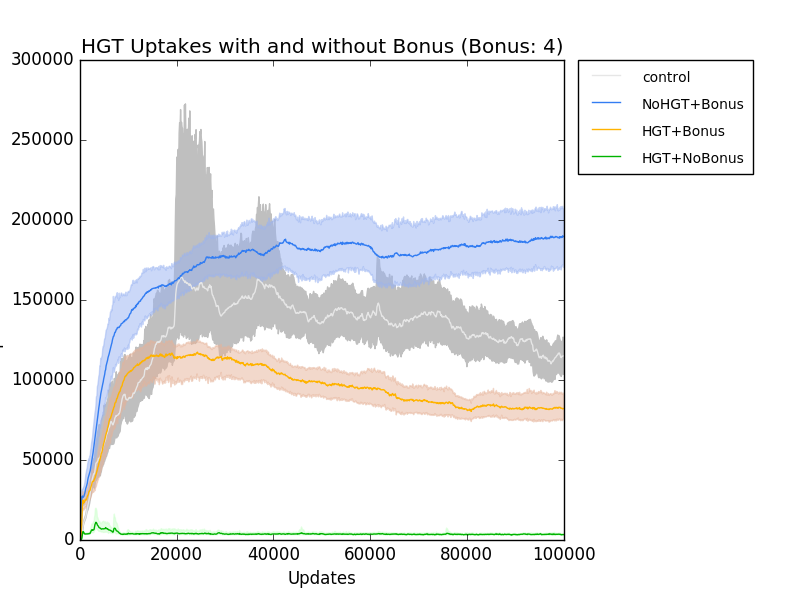 HGT Uptakes with and without Bonus (Bonus: 4)
300000
250000
200000
150000
100000
50000
0
0 20000 40000 60000 80000 100000
Updates
control
NoHGT+Bonus
HGT+Bonus
HGT+NoBonus